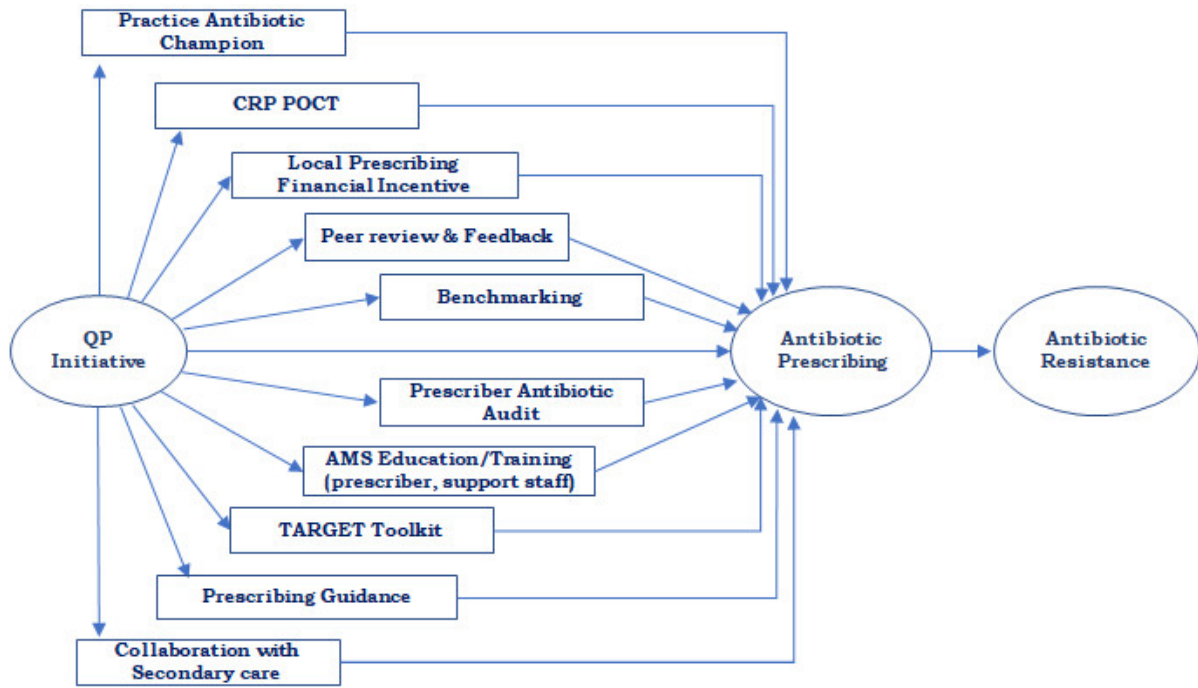 Practice Antibiotic
Champion
CRP POCT
Local Prescribing
Financial Incentive
Peer review & Feedback
Benchmarking
QP
Initiative
Antibiotic
Prescribing
Antibiotic
Resistance
Prescriber Antibiotic
Audit
AMS Education/Training
(prescriber, support staff)
TARGET Toolkit
Prescribing Guidance
Collaboration with
Secondary care